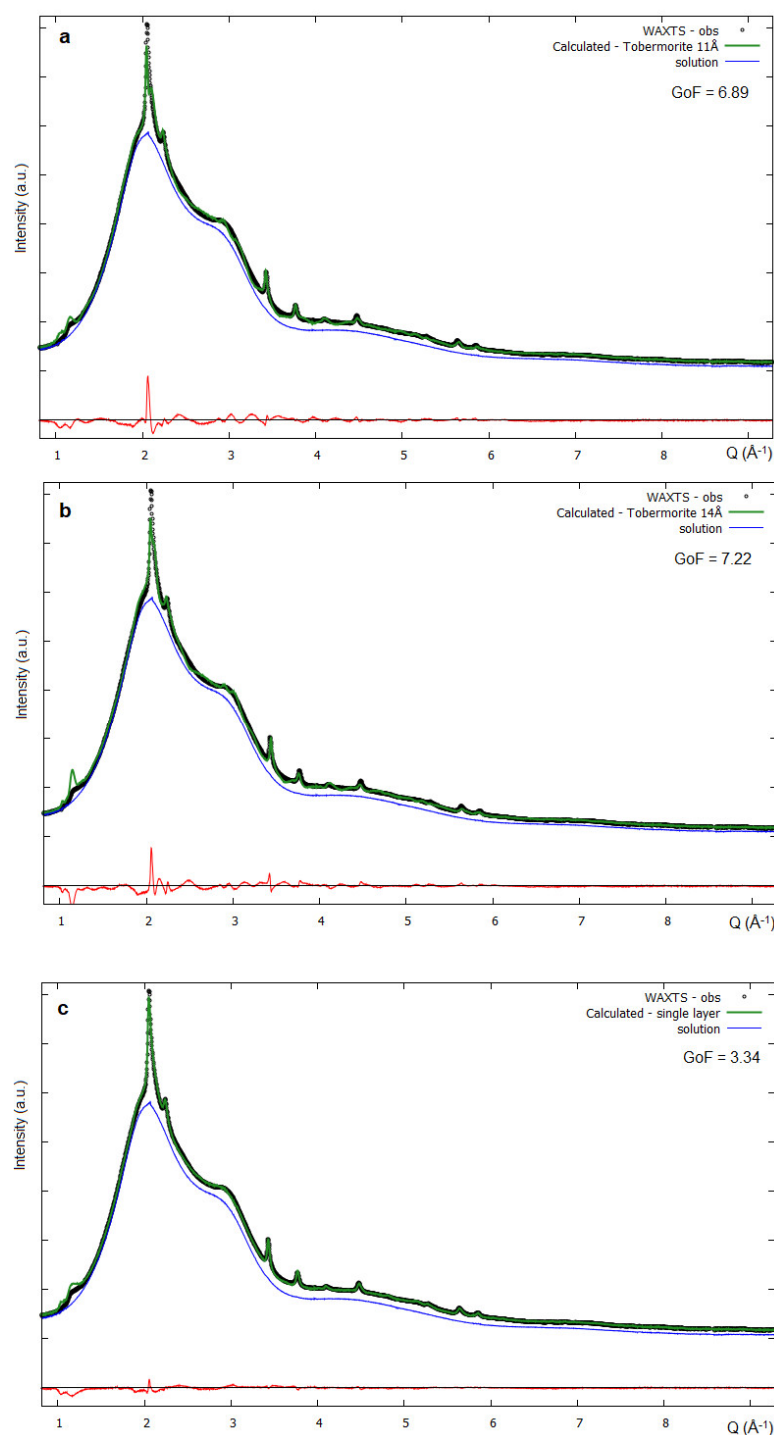 a
WAXTS - obs
Calculated - Tobermorite 11Å
solution
GoF = 6.89
Intensity (a.u.)
1 2 3 4 5 6 7 8
Q (Å-1)
b
WAXTS - obs
Calculated - Tobermorite 14Å
solution
GoF = 7.22
Intensity (a.u.)
1 2 3 4 5 6 7 8
Q (Å-1)
c
WAXTS - obs
Calculated - single layer
solution
GoF = 3.34
Intensity (a.u.)
1 2 3 4 5 6 7 8
Q (Å-1)